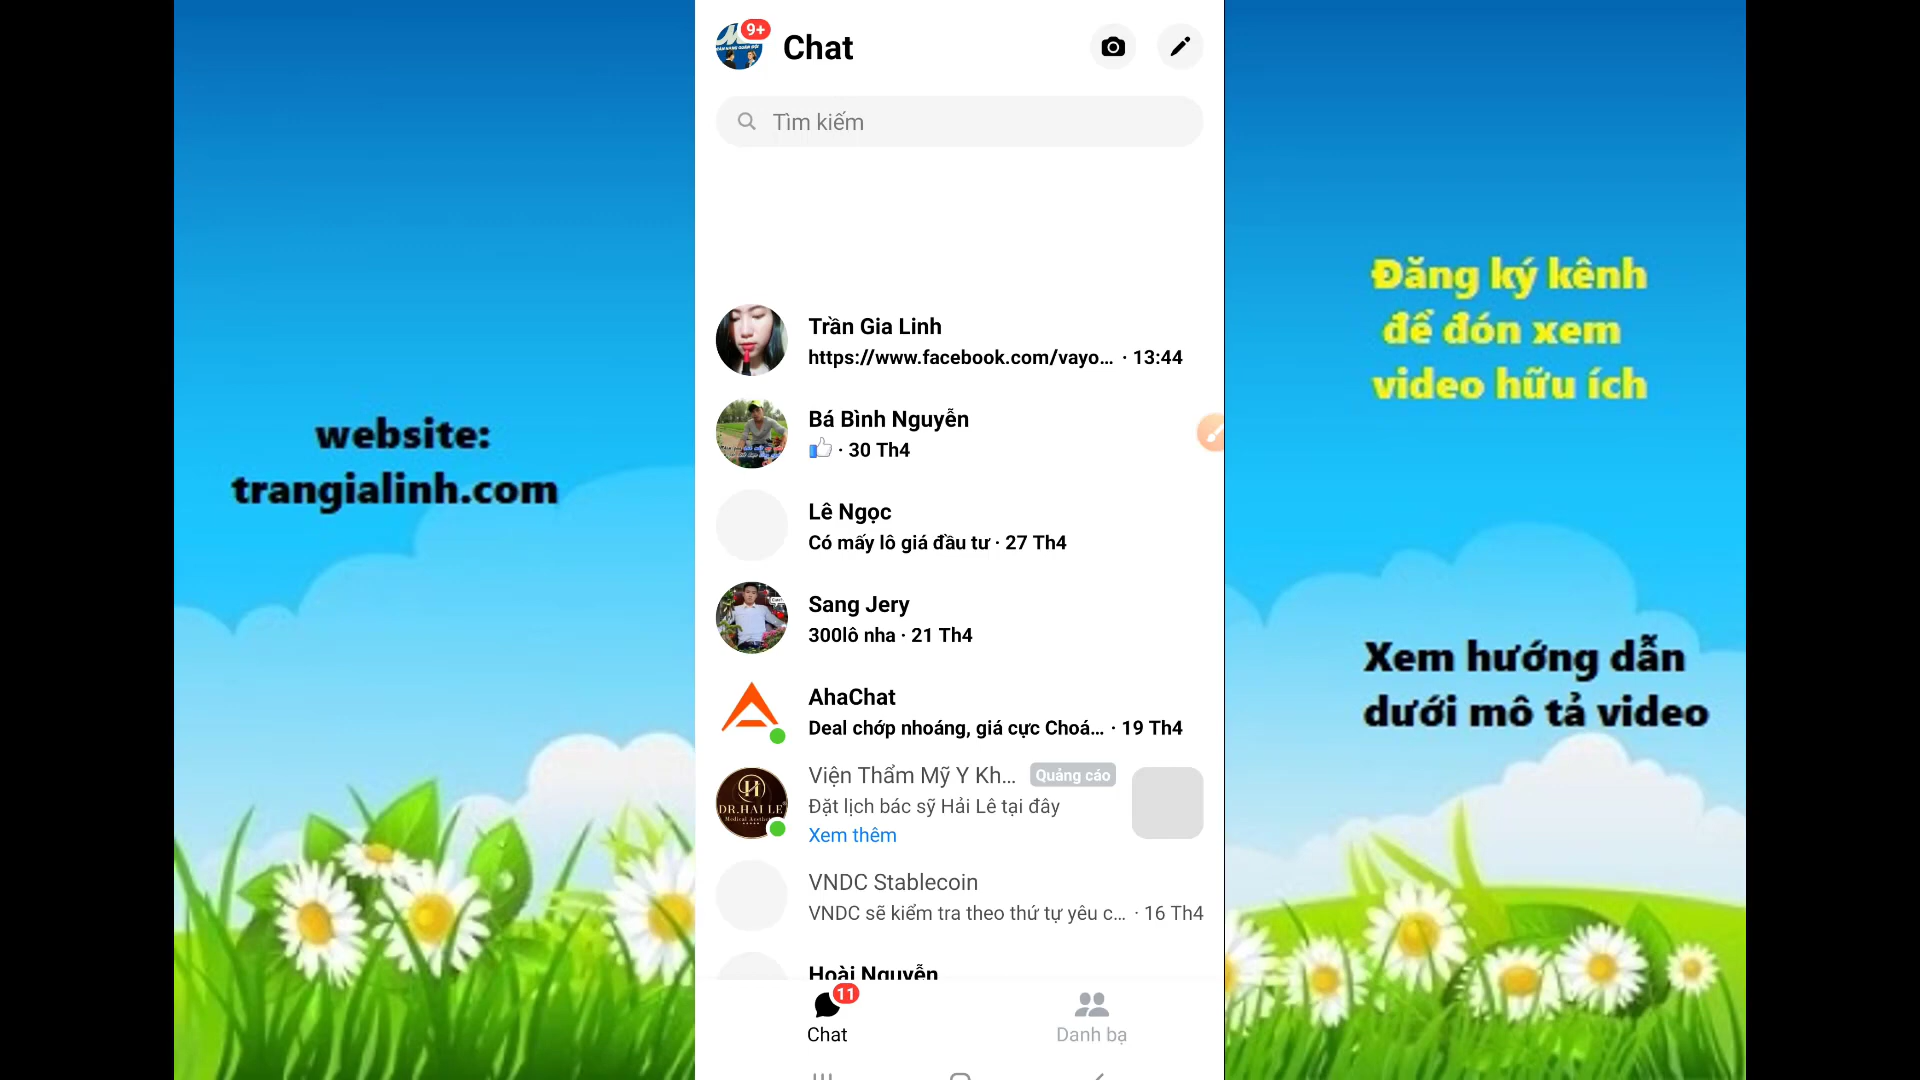 9+
Chat
Tìm kiếm
Trần Gia Linh
https://www.facebook.com/vayo... · 13:44
Bá Bình Nguyễn
· 30 Th4
Lê Ngọc
Có mấy lô giá đầu tư · 27 Th4
Sang Jery
300lô nha · 21 Th4
AhaChat
Deal chớp nhoáng, giá cực Choá... · 19 Th4
Viện Thẩm Mỹ Y Kh... Quảng cáo
Đặt lịch bác sỹ Hải Lê tại đây
Xem thêm
DR.HAI LE
VNDC Stablecoin
VNDC sẽ kiểm tra theo thứ tự yêu c... · 16 Th4
Hoài Nguyễn
11
Chat
Danh bạ
website:
trangialinh.com
Đăng ký kênh
để đón xem
video hữu ích
Xem hướng dẫn
dưới mô tả video